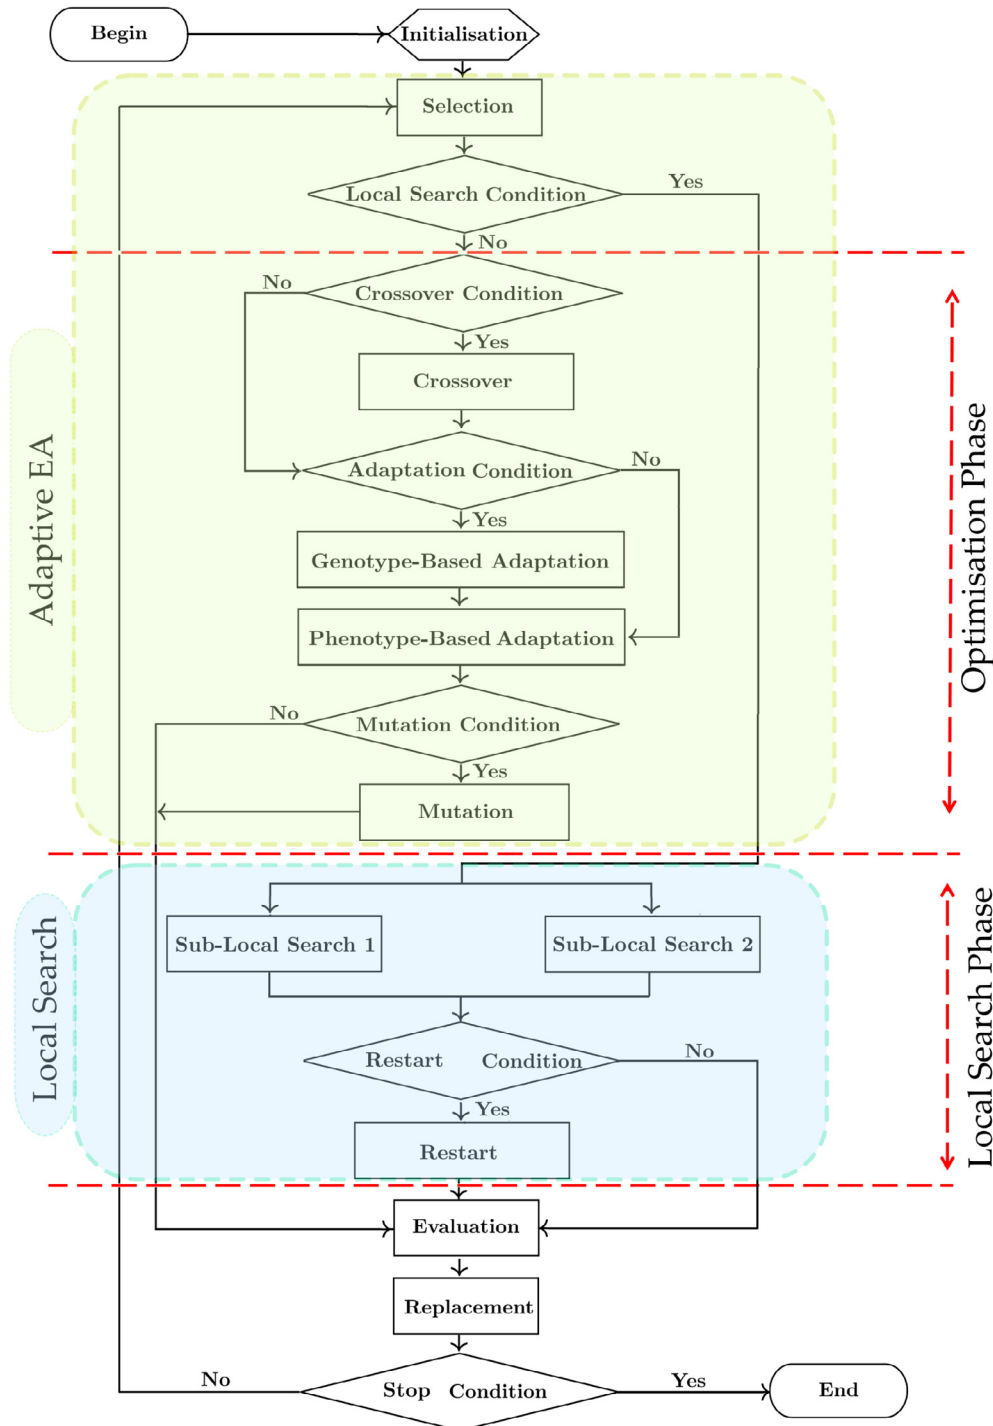 Begin
Initialisation
Selection
Local Search Condition
Yes
No
Crossover Condition
No
Yes
Crossover
Adaptation Condition
No
Yes
Genotype-Based Adaptation
Phenotype-Based Adaptation
Mutation Condition
No
Yes
Mutation
Adaptive EA
Optimisation Phase
Sub-Local Search 1
Sub-Local Search 2
Restart Condition
No
Yes
Restart
Local Search
Local Search Phase
Evaluation
Replacement
Stop Condition
No
Yes
End